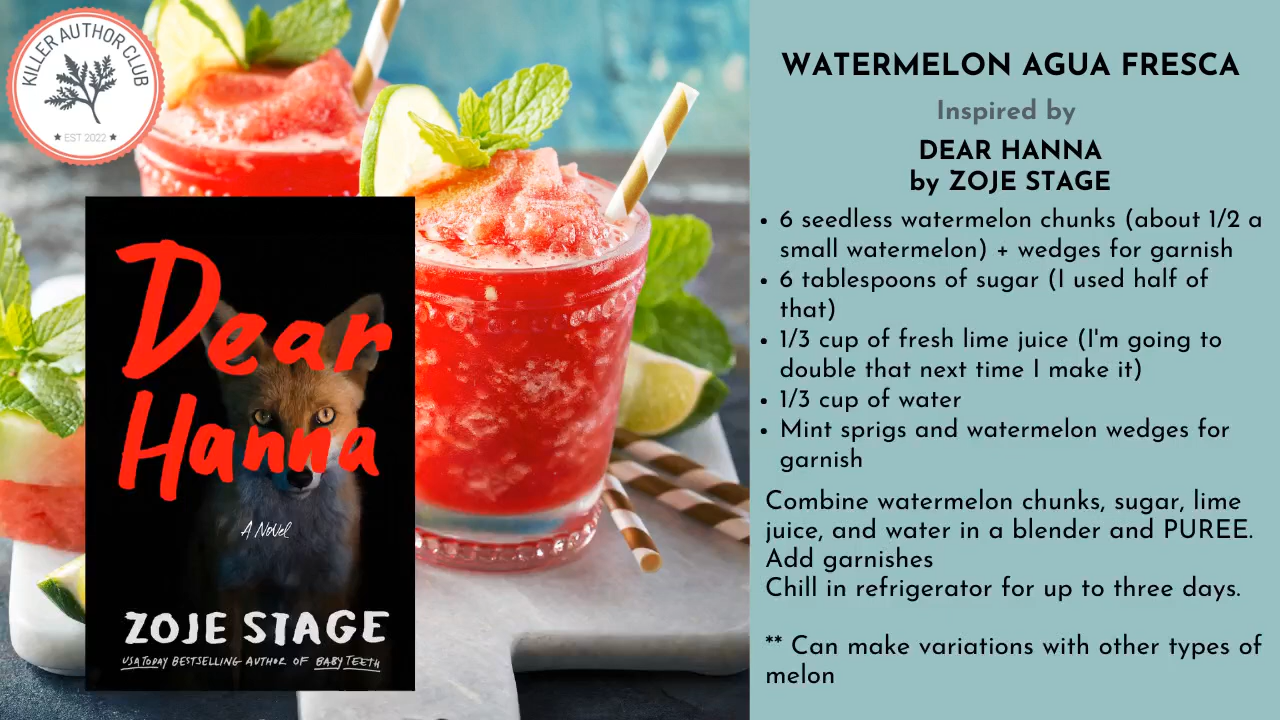 KILLER AUTHOR CLUB
★ EST 2022 ★
Dear
Hanna
A Novel
ZOJE STAGE
USA TODAY BESTSELLING AUTHOR OF BABY TEETH
WATERMELON AGUA FRESCA
Inspired by
DEAR HANNA
by ZOJE STAGE
• 6 seedless watermelon chunks (about 1/2 a
small watermelon) + wedges for garnish
• 6 tablespoons of sugar (I used half of
that)
• 1/3 cup of fresh lime juice (I'm going to
double that next time I make it)
• 1/3 cup of water
• Mint sprigs and watermelon wedges for
garnish
Combine watermelon chunks, sugar, lime
juice, and water in a blender and PUREE.
Add garnishes
Chill in refrigerator for up to three days.
** Can make variations with other types of
melon